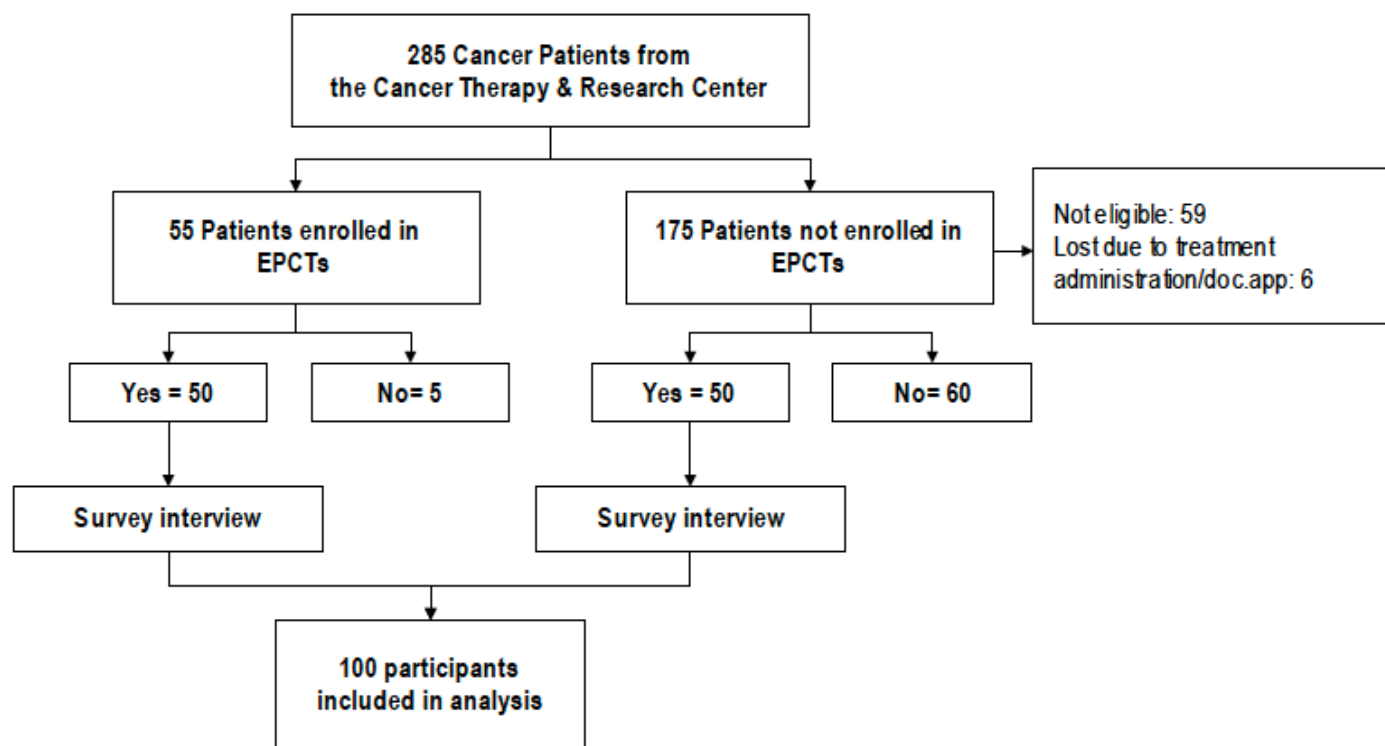 285 Cancer Patients from
the Cancer Therapy & Research Center
55 Patients enrolled in
EPCTs
175 Patients not enrolled in
EPCTs
Not eligible: 59
Lost due to treatment
administration/doc.app: 6
Yes = 50
No= 5
Yes = 50
No= 60
Survey interview
Survey interview
100 participants
included in analysis